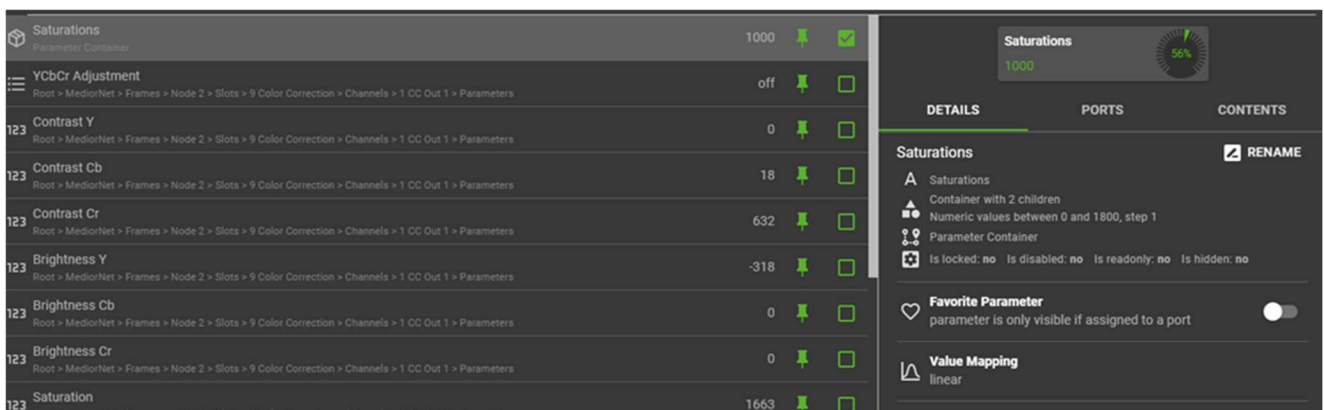 Saturations
Parameter Container
1000
YCbCr Adjustment
Root > MediorNet > Frames > Node 2 > Slots > 9 Color Correction > Channels > 1 CC Out 1 > Parameters
off
123 Contrast Y
Root > MediorNet > Frames > Node 2 > Slots > 9 Color Correction > Channels > 1 CC Out 1 > Parameters
0
123 Contrast Cb
Root > MediorNet > Frames > Node 2 > Slots > 9 Color Correction > Channels > 1 CC Out 1 > Parameters
18
123 Contrast Cr
Root > MediorNet > Frames > Node 2 > Slots > 9 Color Correction > Channels > 1 CC Out 1 > Parameters
632
123 Brightness Y
Root > MediorNet > Frames > Node 2 > Slots > 9 Color Correction > Channels > 1 CC Out 1 > Parameters
-318
123 Brightness Cb
Root > MediorNet > Frames > Node 2 > Slots > 9 Color Correction > Channels > 1 CC Out 1 > Parameters
0
123 Brightness Cr
Root > MediorNet > Frames > Node 2 > Slots > 9 Color Correction > Channels > 1 CC Out 1 > Parameters
0
123 Saturation
1663
Saturations
1000
56%
DETAILS PORTS CONTENTS
Saturations
RENAME
A Saturations
Container with 2 children
Numeric values between 0 and 1800, step 1
Parameter Container
Is locked: no Is disabled: no Is readonly: no Is hidden: no
Favorite Parameter
parameter is only visible if assigned to a port
Value Mapping
linear